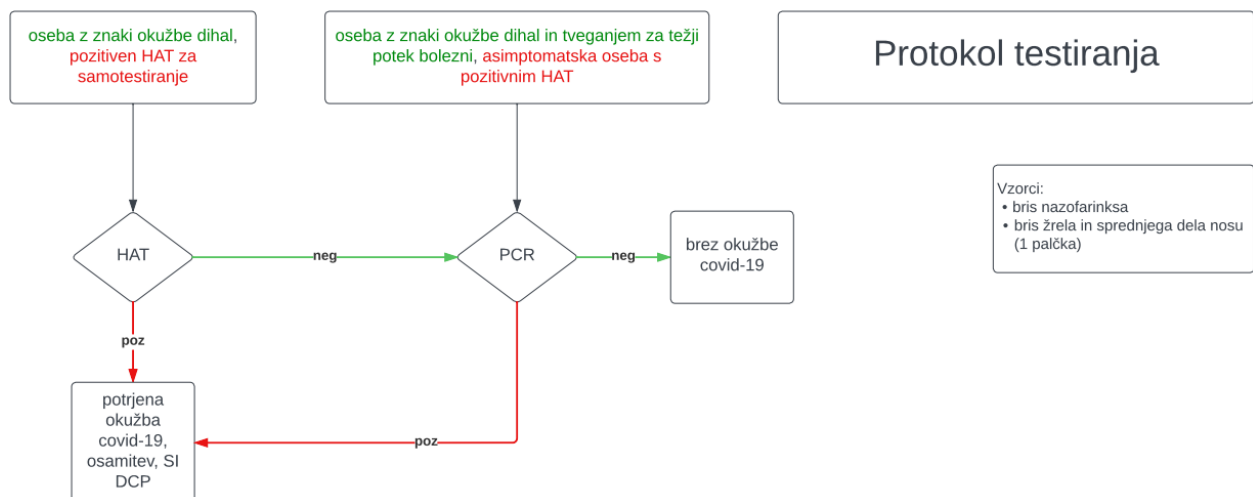 oseba z znaki okužbe dihal,
pozitiven HAT za
samotestiranje
oseba z znaki okužbe dihal in tveganjem za težji
potek bolezni, asimptomatska oseba s
pozitivnim HAT
Protokol testiranja
Vzorci:
• bris nazofarinksa
• bris žrela in sprednjega dela nosu
(1 palčka)
HAT
neg
PCR
neg
brez okužbe
covid-19
poz
potrjena
okužba
covid-19,
osamitev, SI
DCP
poz